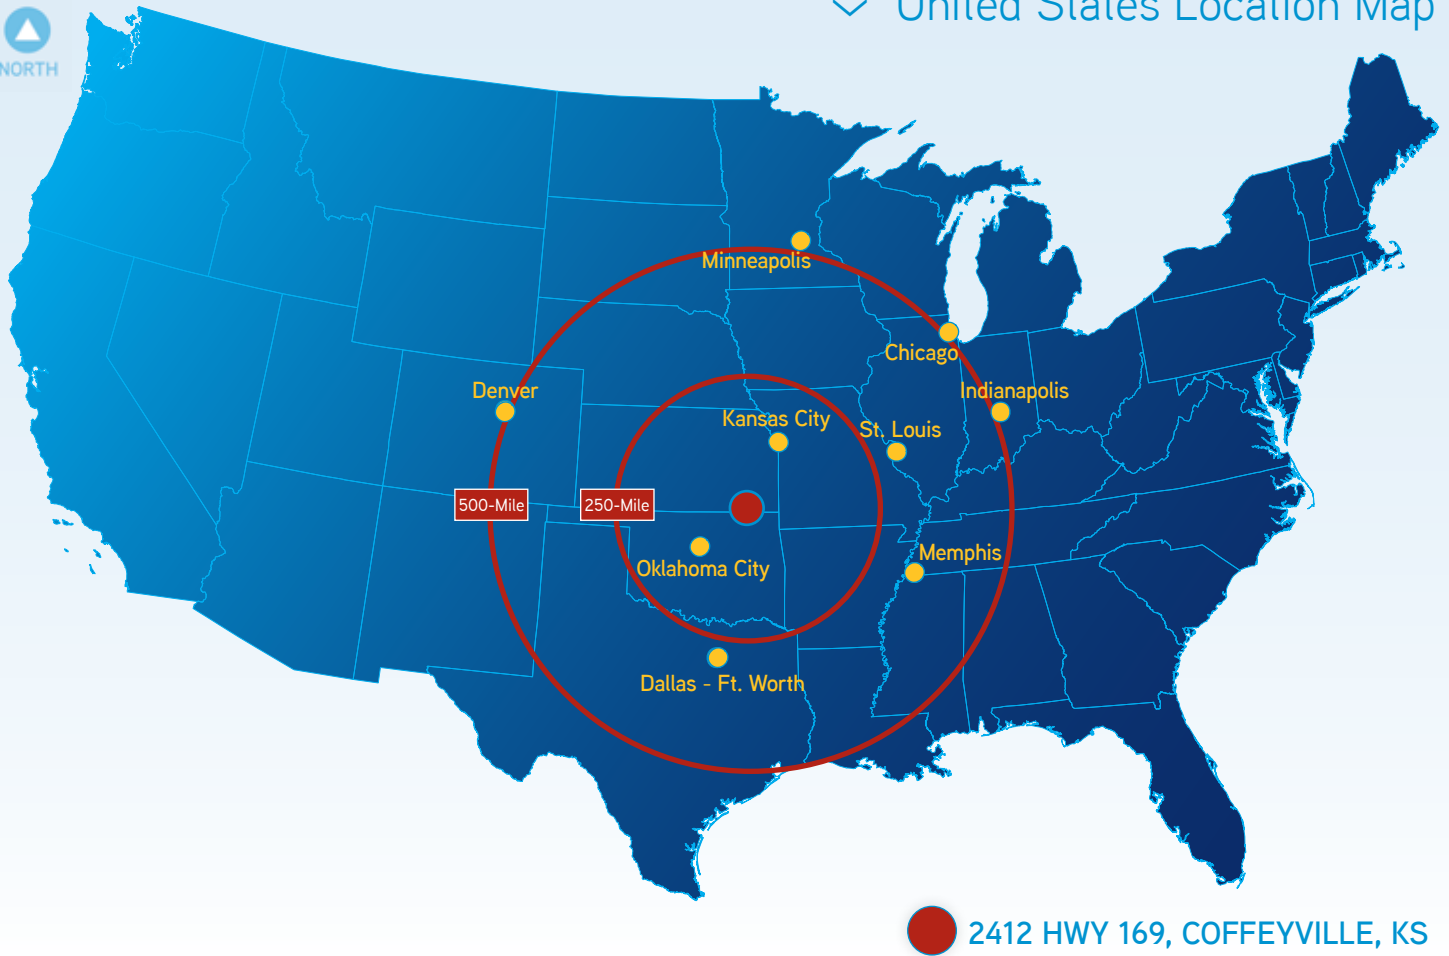 United States Location Map
NORTH
Minneapolis
Chicago
Denver
Indianapolis
Kansas City
St. Louis
500-Mile
250-Mile
Memphis
Oklahoma City
Dallas - Ft. Worth
2412 HWY 169, COFFEYVILLE, KS